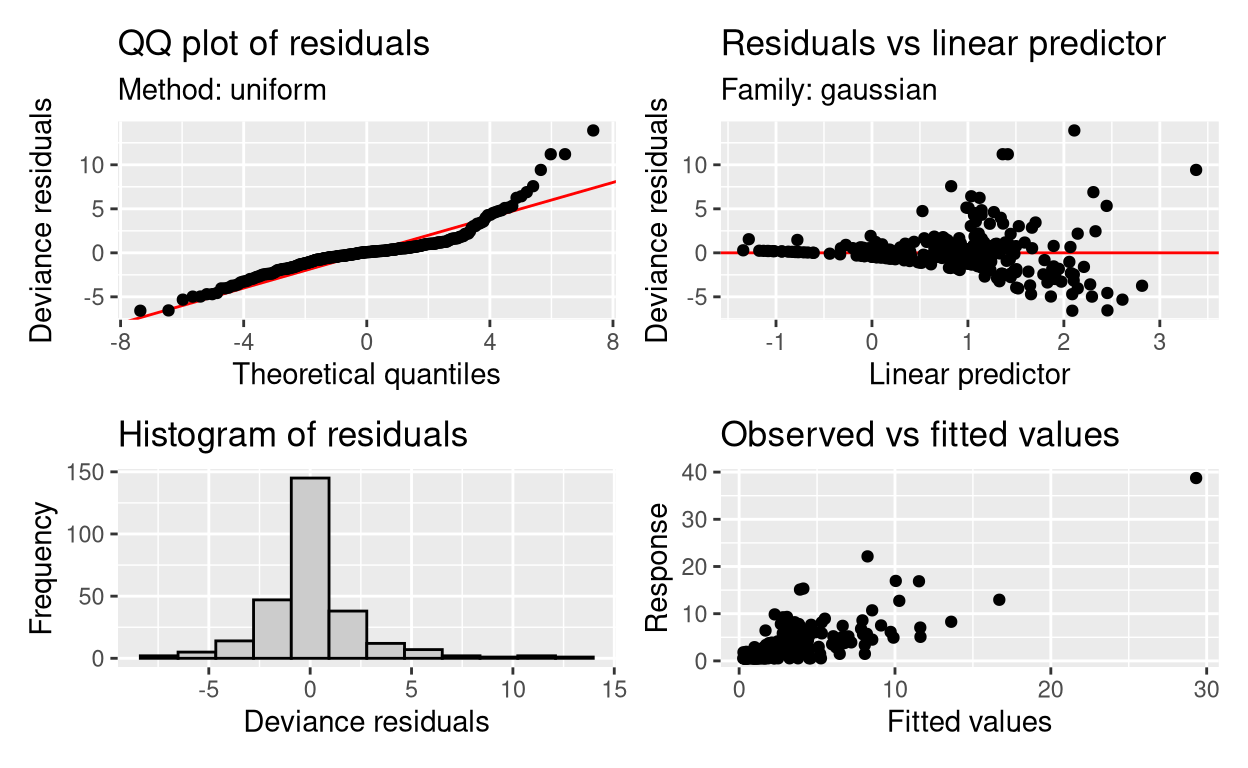 QQ plot of residuals
Method: uniform
Deviance residuals
10
5
0
-5
-8
-4
0
4
8
Theoretical quantiles
Residuals vs linear predictor
Family: gaussian
Deviance residuals
10
5
0
-5
-1
0
1
2
3
Linear predictor
Histogram of residuals
Frequency
150
100
50
0
-5
0
5
10
15
Deviance residuals
Observed vs fitted values
Response
40
30
20
10
0
0
10
20
30
Fitted values